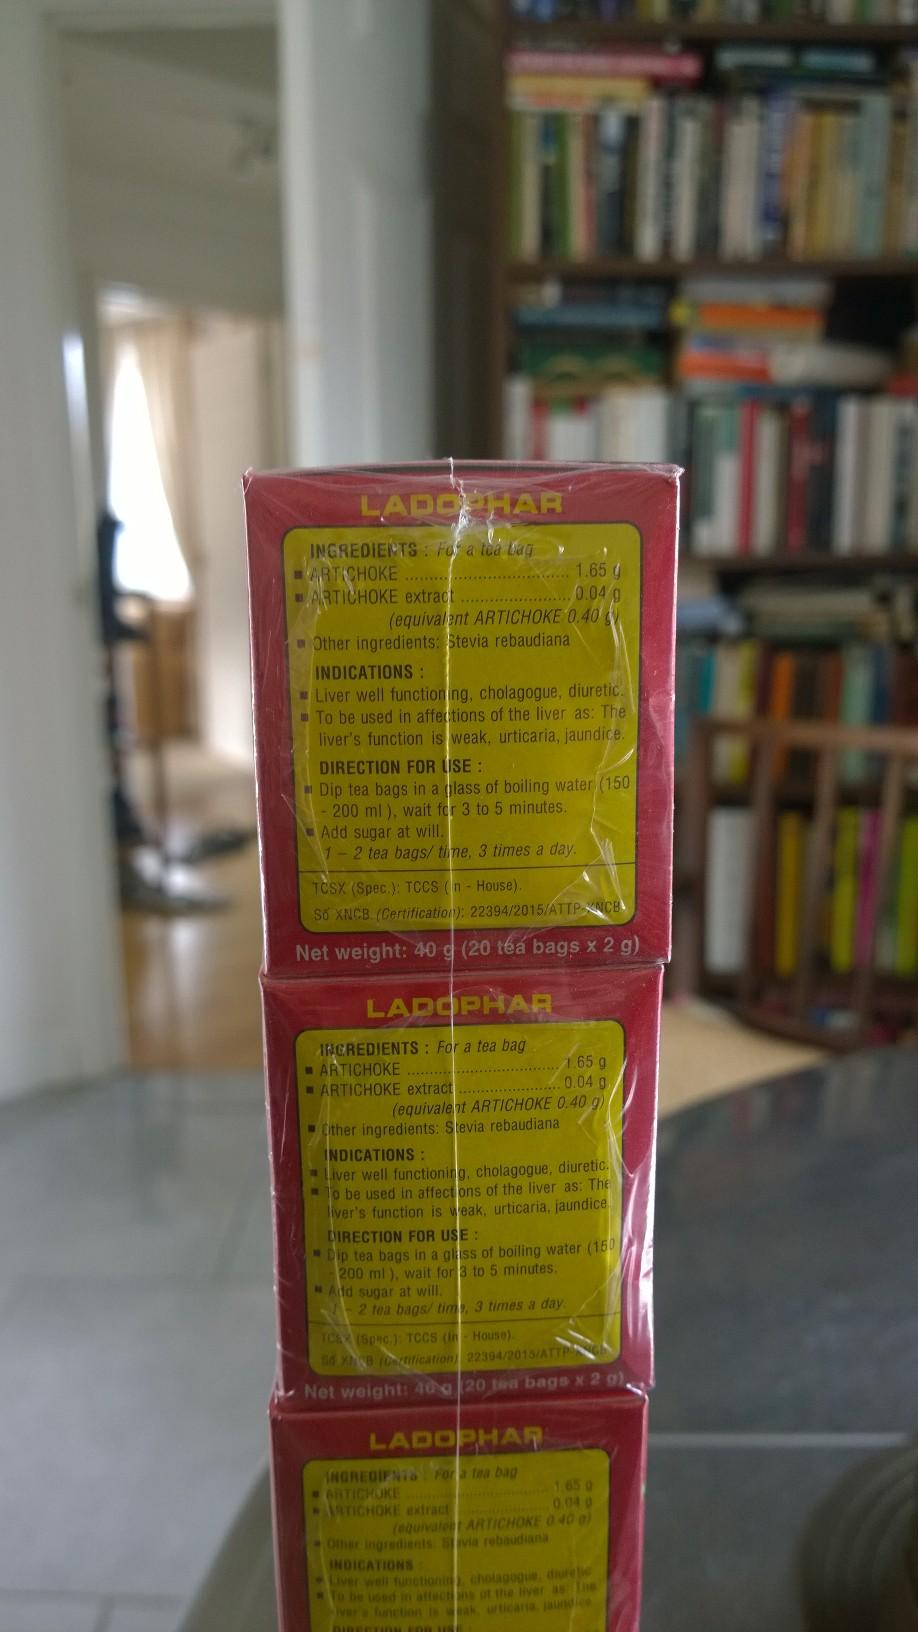 LADOPHAR
INGREDIENTS : For a tea bag
▪ ARTICHOKE ........................................ 1.65 g
▪ ARTICHOKE extract ........................... 0.04 g
(equivalent ARTICHOKE 0.40 g)
▪ Other ingredients: Stevia rebaudiana
INDICATIONS :
▪ Liver well functioning, cholagogue, diuretic.
▪ To be used in affections of the liver as: The
liver's function is weak, urticaria, jaundice.
DIRECTION FOR USE :
▪ Dip tea bags in a glass of boiling water (150
- 200 ml ), wait for 3 to 5 minutes.
▪ Add sugar at will.
1 – 2 tea bags/ time, 3 times a day.
TCSX (Spec.): TCCS (In - House).
Số XNCB (Certification): 22394/2015/ATTP-XNCB
Net weight: 40 g (20 tea bags x 2 g)
LADOPHAR
INGREDIENTS : For a tea bag
▪ ARTICHOKE ........................................ 1.65 g
▪ ARTICHOKE extract ........................... 0.04 g
(equivalent ARTICHOKE 0.40 g)
▪ Other ingredients: Stevia rebaudiana
INDICATIONS :
▪ Liver well functioning, cholagogue, diuretic.
▪ To be used in affections of the liver as: The
liver's function is weak, urticaria, jaundice.
DIRECTION FOR USE :
▪ Dip tea bags in a glass of boiling water (150
- 200 ml ), wait for 3 to 5 minutes.
▪ Add sugar at will.
1 – 2 tea bags/ time, 3 times a day.
TCSX (Spec.): TCCS (In - House).
Số XNCB (Certification): 22394/2015/ATTP-XNCB
Net weight: 40 g (20 tea bags x 2 g)
LADOPHAR
INGREDIENTS : For a tea bag
▪ ARTICHOKE ........................................ 1.65 g
▪ ARTICHOKE extract ........................... 0.04 g
(equivalent ARTICHOKE 0.40 g)
▪ Other ingredients: Stevia rebaudiana
INDICATIONS :
▪ Liver well functioning, cholagogue, diuretic.
▪ To be used in affections of the liver as: The
liver's function is weak, urticaria, jaundice.
DIRECTION FOR USE :